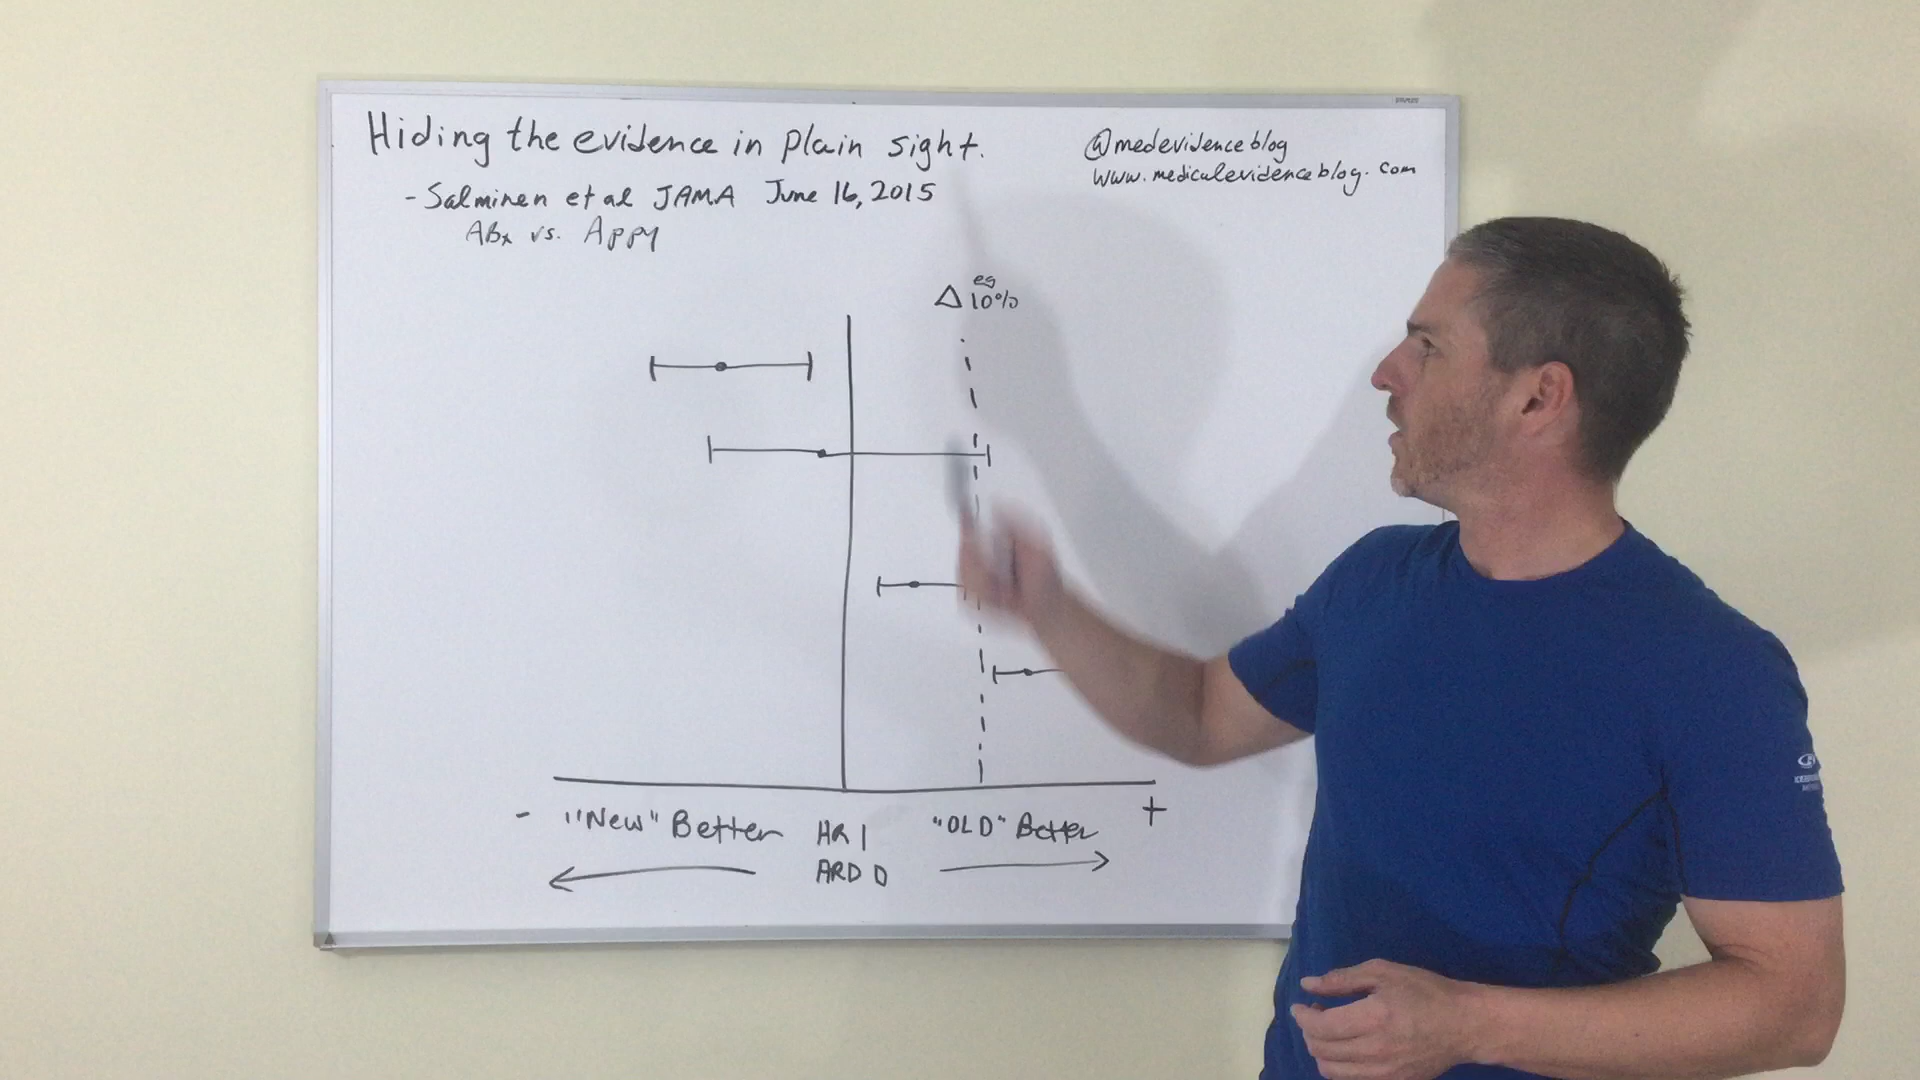 Hiding the evidence in plain sight.
- Salminen et al JAMA June 16, 2015
ABx vs. Appy
@medevidenceblog
www.medicalevidenceblog.com
eg
Δ 10%
- "New" Better
HR 1
ARD 0
"OLD" Better +